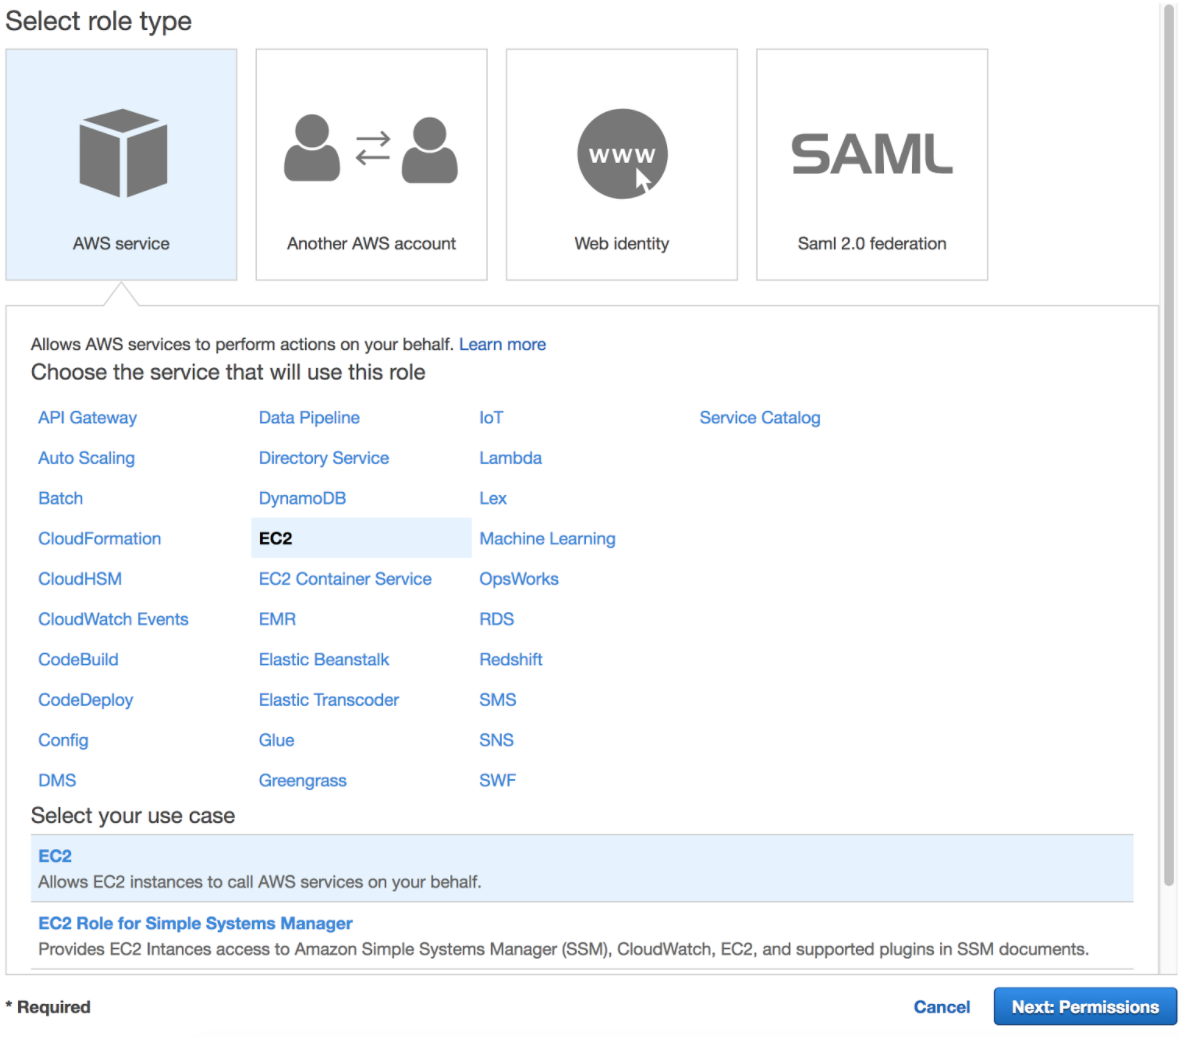 Select role type
www
SAML
AWS service
Another AWS account
Web identity
Saml 2.0 federation
Allows AWS services to perform actions on your behalf. Learn more
Choose the service that will use this role
API Gateway
Data Pipeline
IoT
Service Catalog
Auto Scaling
Directory Service
Lambda
Batch
DynamoDB
Lex
CloudFormation
EC2
Machine Learning
CloudHSM
EC2 Container Service
OpsWorks
CloudWatch Events
EMR
RDS
CodeBuild
Elastic Beanstalk
Redshift
CodeDeploy
Elastic Transcoder
SMS
Config
Glue
SNS
DMS
Greengrass
SWF
Select your use case
EC2
Allows EC2 instances to call AWS services on your behalf.
EC2 Role for Simple Systems Manager
Provides EC2 Intances access to Amazon Simple Systems Manager (SSM), CloudWatch, EC2, and supported plugins in SSM documents.
* Required
Cancel
Next: Permissions